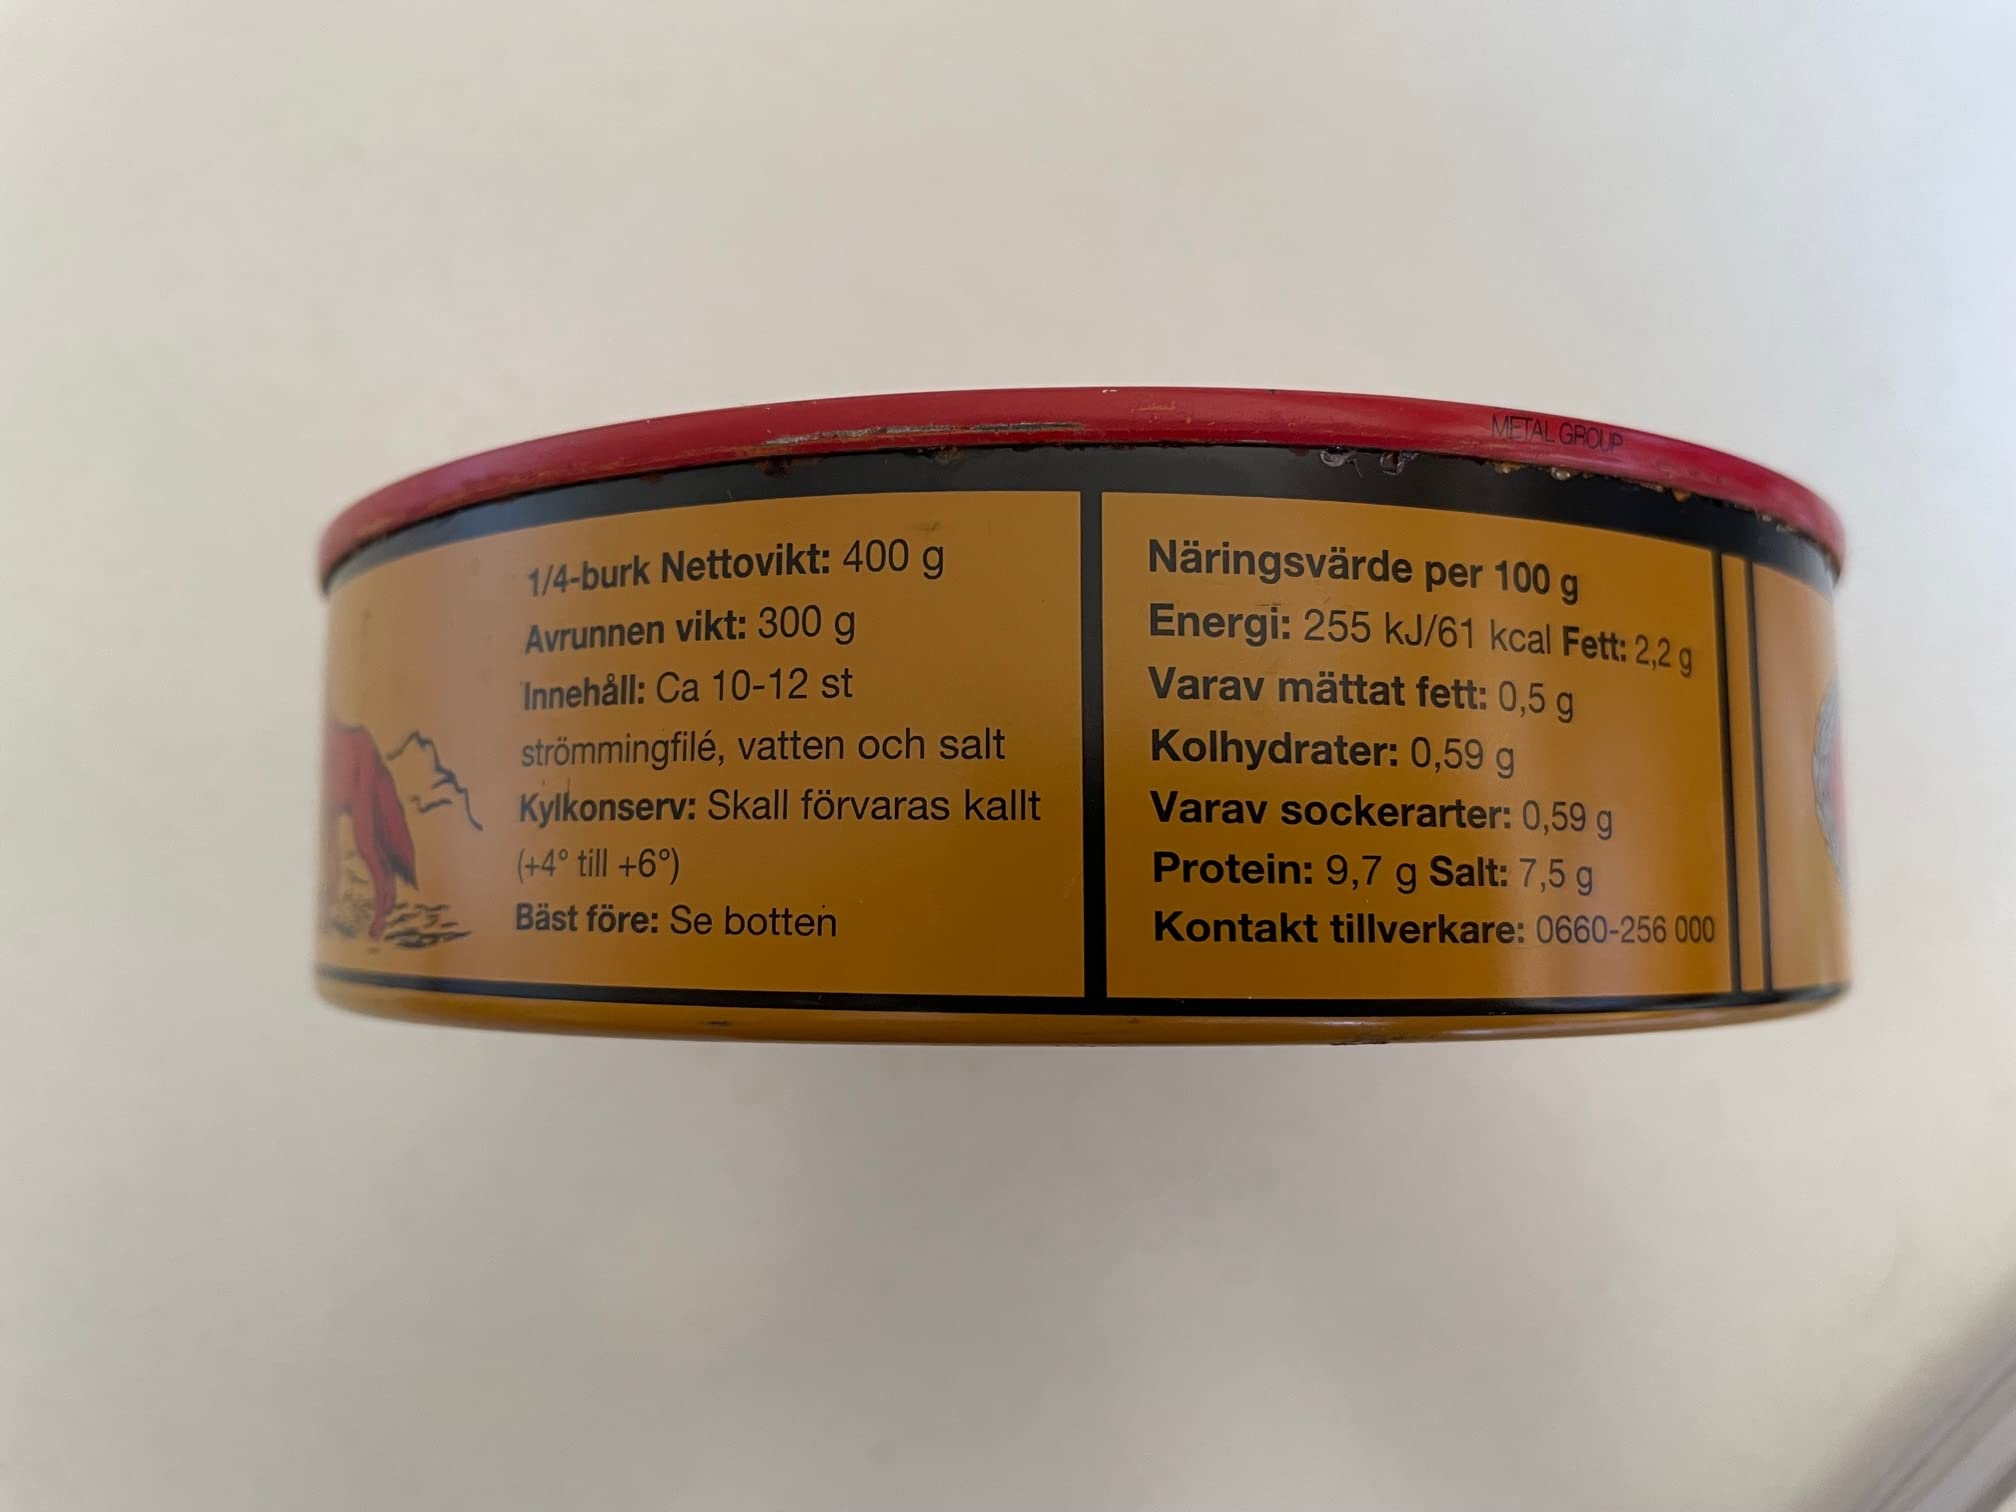 METAL GROUP
1/4-burk Nettovikt: 400 g
Avrunnen vikt: 300 g
Innehåll: Ca 10-12 st
strömmingfilé, vatten och salt
Kylkonserv: Skall förvaras kallt
(+4° till +6°)
Bäst före: Se botten
Näringsvärde per 100 g
Energi: 255 kJ/61 kcal Fett: 2,2 g
Varav mättat fett: 0,5 g
Kolhydrater: 0,59 g
Varav sockerarter: 0,59 g
Protein: 9,7 g Salt: 7,5 g
Kontakt tillverkare: 0660-256 000